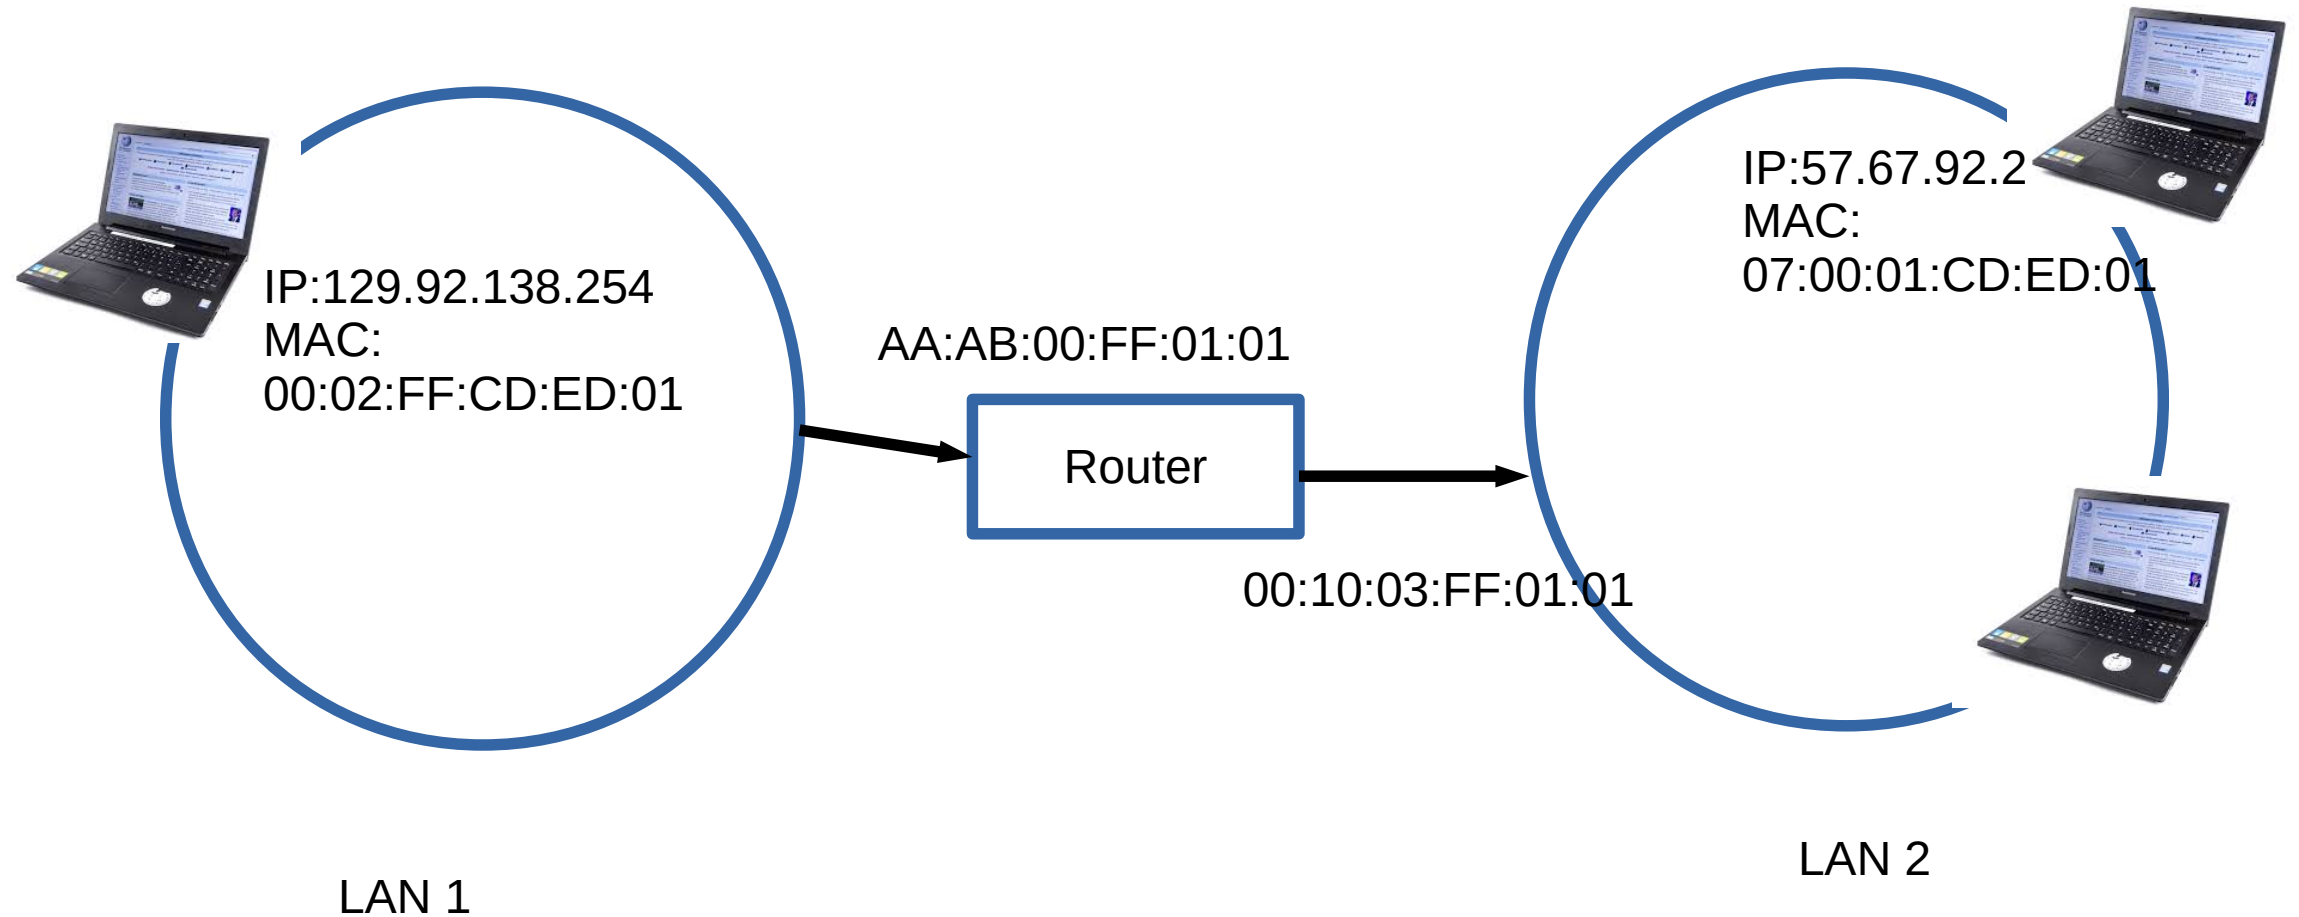 IP:129.92.138.254
MAC:
00:02:FF:CD:ED:01
AA:AB:00:FF:01:01
Router
00:10:03:FF:01:01
IP:57.67.92.2
MAC:
07:00:01:CD:ED:01
LAN 1
LAN 2